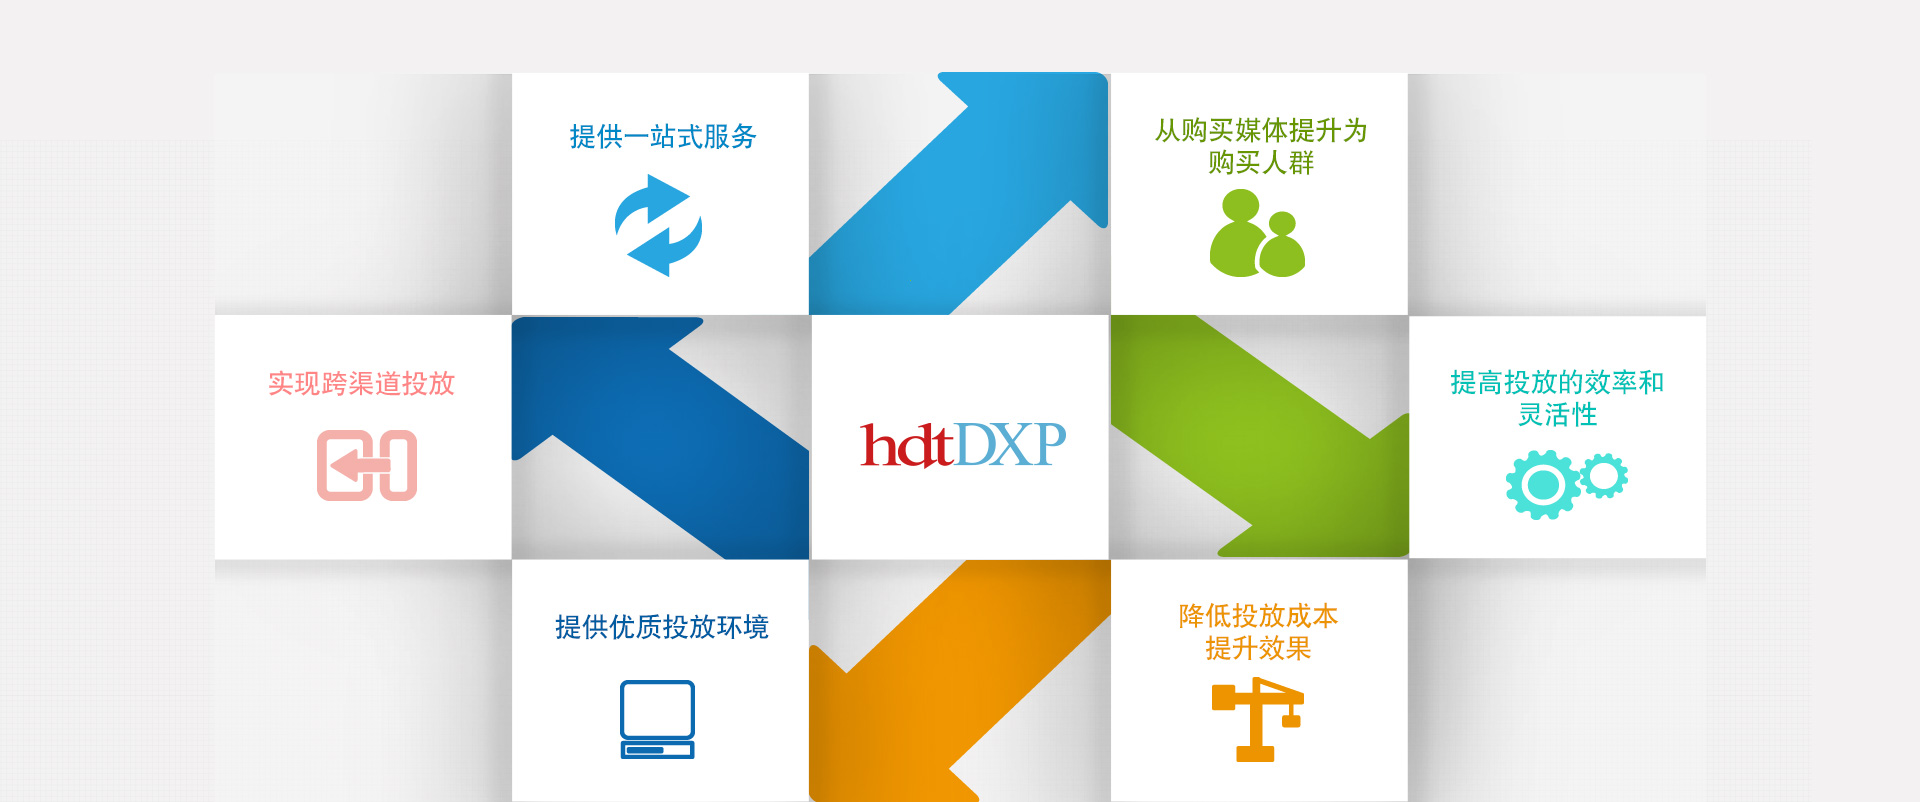 提供一站式服务
从购买媒体提升为
购买人群
实现跨渠道投放
hdtDXP
提高投放的效率和
灵活性
提供优质投放环境
降低投放成本
提升效果